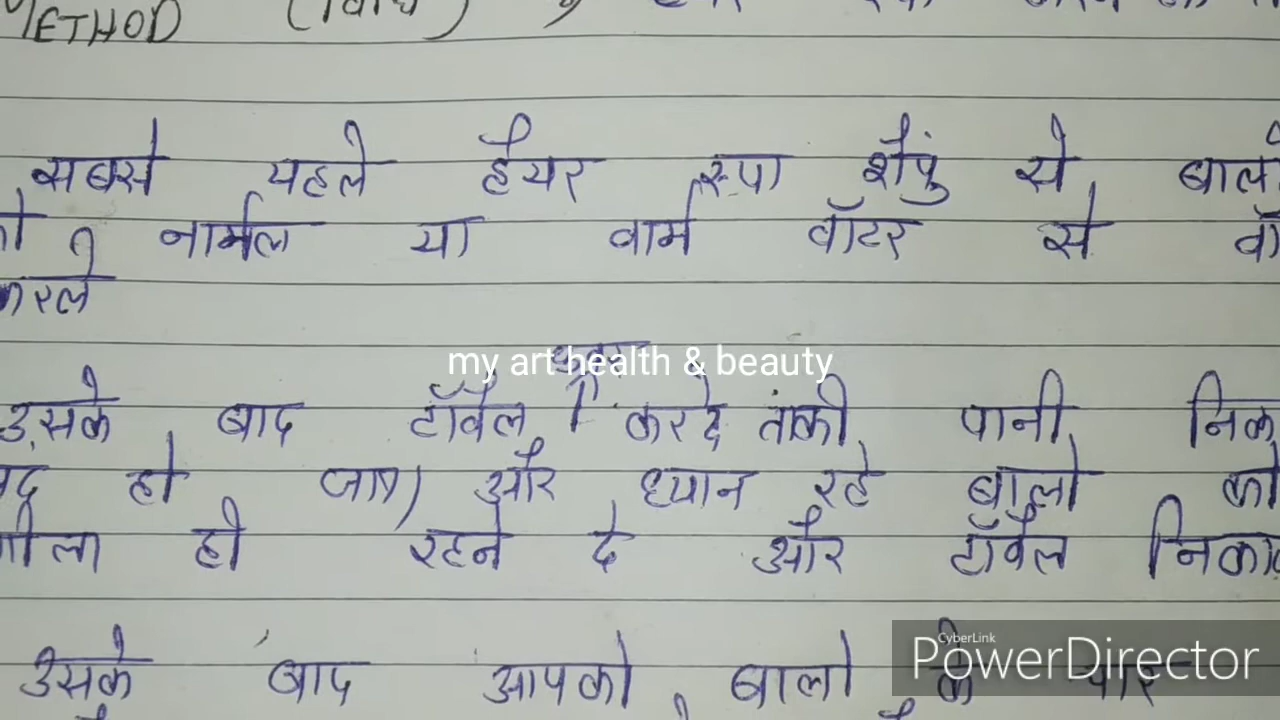 METHOD (विधि)
सबसे पहले हैयर स्पा शैपुं से बालो
नार्मल या वार्म वॉटर से वॉ
करले
my art health & beauty
उसके बाद टॉवैल करदे तांकी पानी निक
हो जाए और ध्यान रहे बालो को
गीला ही रहने दे और टॉवैल निका
CyberLink
PowerDirector
उसके बाद आपको बालो के चार